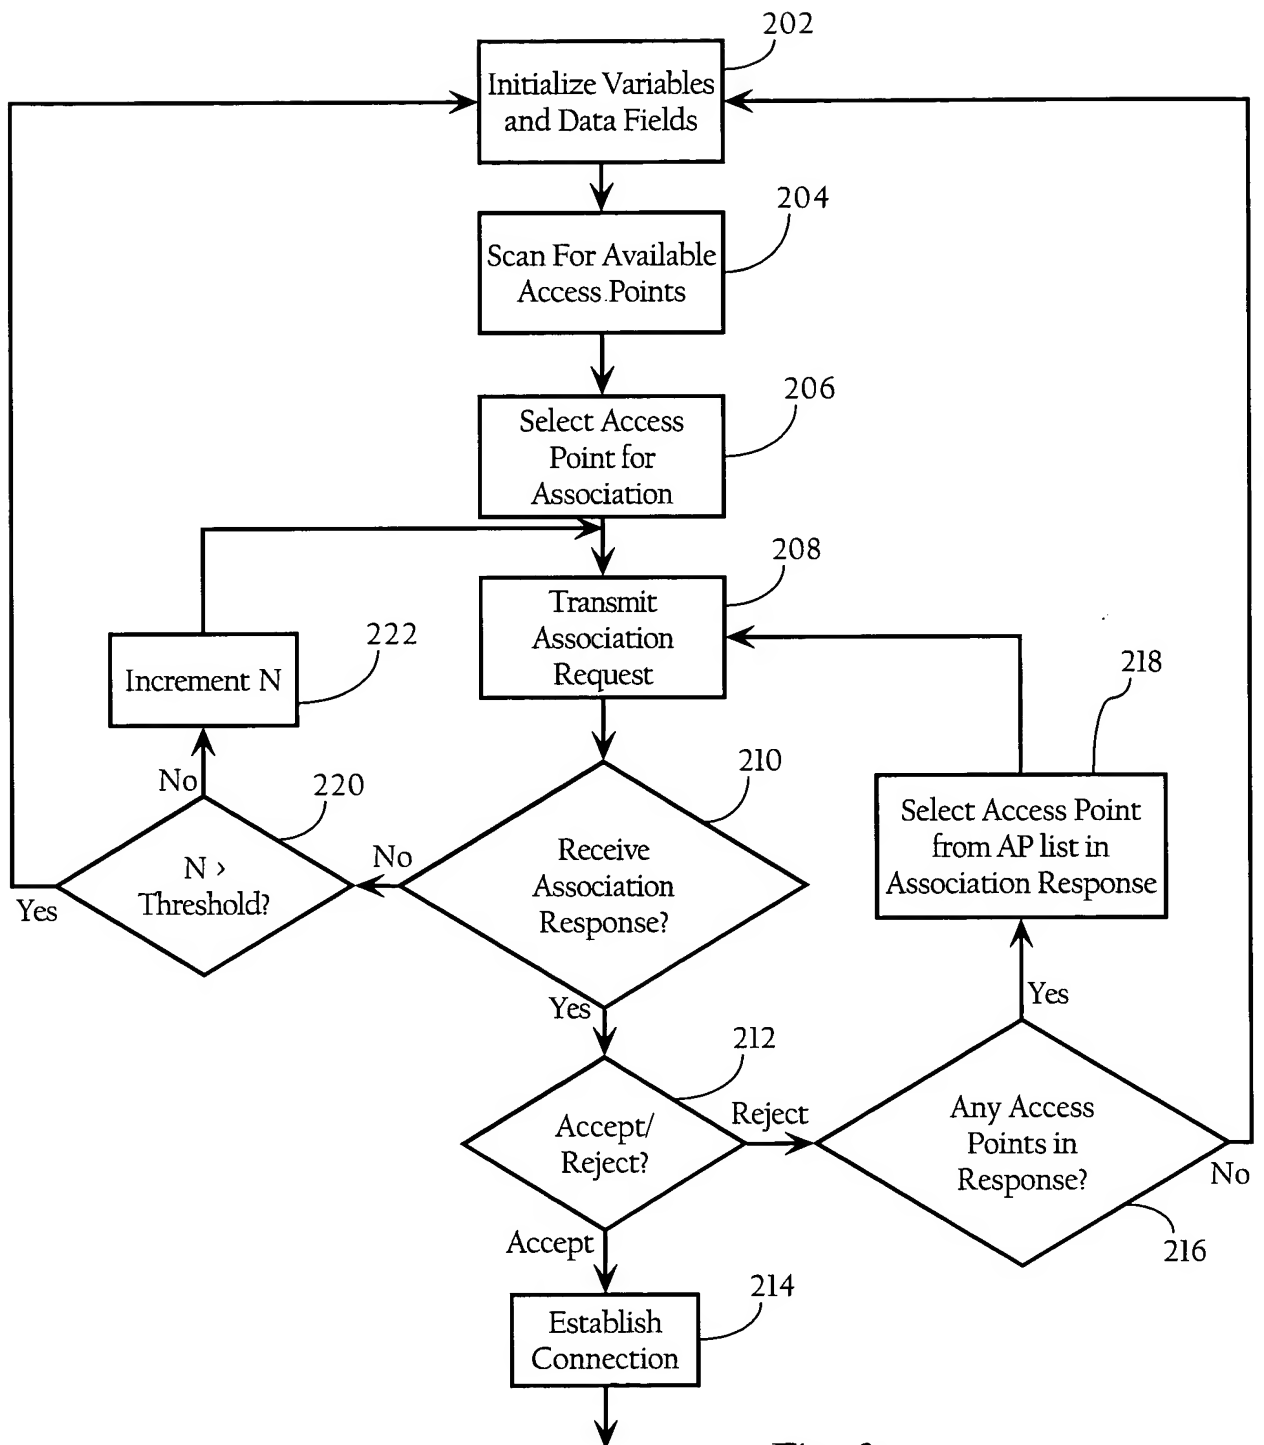 202
Initialize Variables
and Data Fields
204
Scan For Available
Access Points
206
Select Access
Point for
Association
208
Transmit
Association
Request
222
Increment N
218
Select Access Point
from AP list in
Association Response
210
Receive
Association
Response?
No
220
No
N >
Threshold?
Yes
Yes
212
Accept/
Reject?
Reject
Yes
Any Access
Points in
Response?
No
216
Accept
214
Establish
Connection